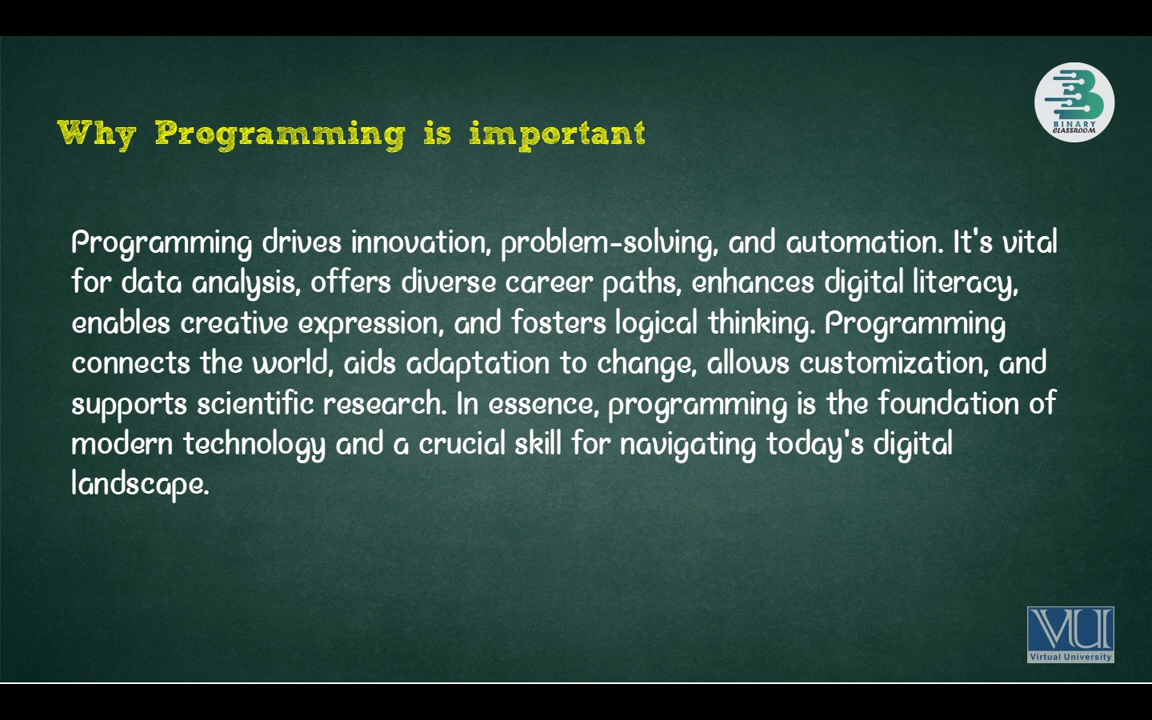 BINARY
CLASSROOM
Why Programming is important
Programming drives innovation, problem-solving, and automation. It's vital
for data analysis, offers diverse career paths, enhances digital literacy,
enables creative expression, and fosters logical thinking. Programming
connects the world, aids adaptation to change, allows customization, and
supports scientific research. In essence, programming is the foundation of
modern technology and a crucial skill for navigating today's digital
landscape.
VU
Virtual University